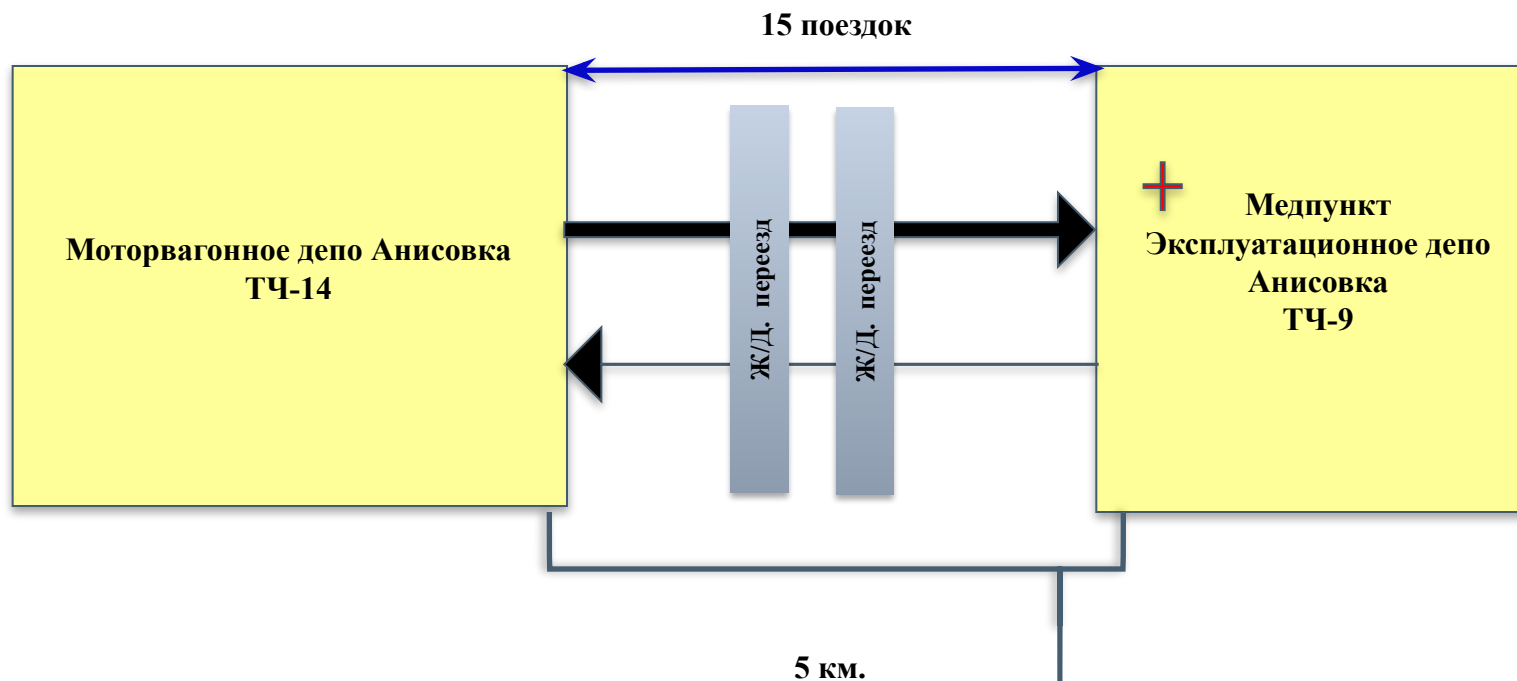 15 поездок
Моторвагонное депо Анисовка
ТЧ-14
Ж/Д. переезд
Ж/Д. переезд
Медпункт
Эксплуатационное депо
Анисовка
ТЧ-9
5 км.